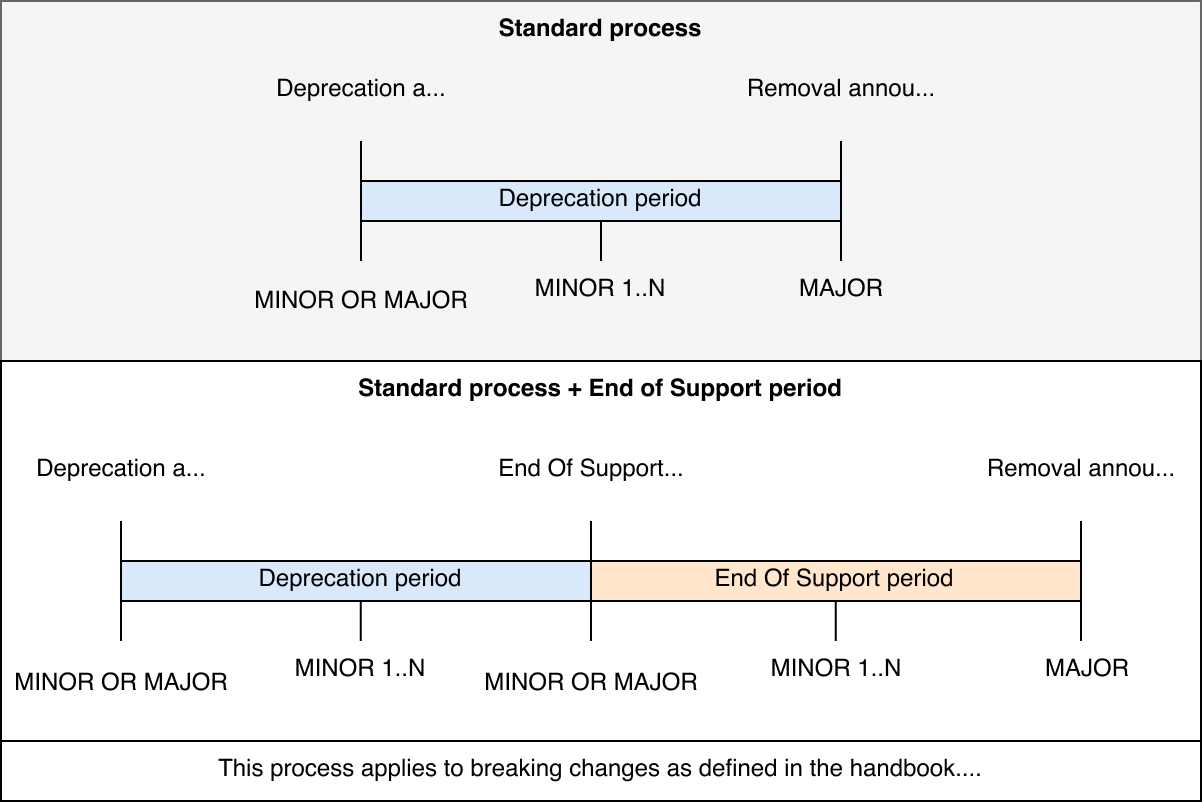 Standard process
Deprecation a...
Removal annou...
Deprecation period
MINOR OR MAJOR
MINOR 1..N
MAJOR
Standard process + End of Support period
Deprecation a...
End Of Support...
Removal annou...
Deprecation period
End Of Support period
MINOR OR MAJOR
MINOR 1..N
MINOR OR MAJOR
MINOR 1..N
MAJOR
This process applies to breaking changes as defined in the handbook....